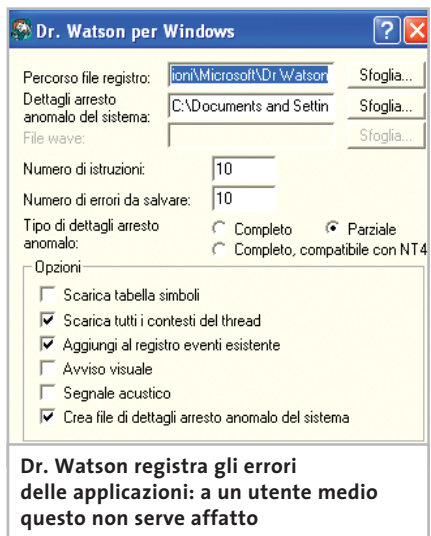 Dr. Watson per Windows
Percorso file registro: ioni\Microsoft\Dr Watson Sfoglia...
Dettagli arresto
anomalo del sistema: C:\Documents and Settin Sfoglia...
File wave: Sfoglia...
Numero di istruzioni: 10
Numero di errori da salvare: 10
Tipo di dettagli arresto
anomalo:
Completo Parziale
Completo, compatibile con NT4
Opzioni
Scarica tabella simboli
Scarica tutti i contesti del thread
Aggiungi al registro eventi esistente
Avviso visuale
Segnale acustico
Crea file di dettagli arresto anomalo del sistema
Dr. Watson registra gli errori
delle applicazioni: a un utente medio
questo non serve affatto